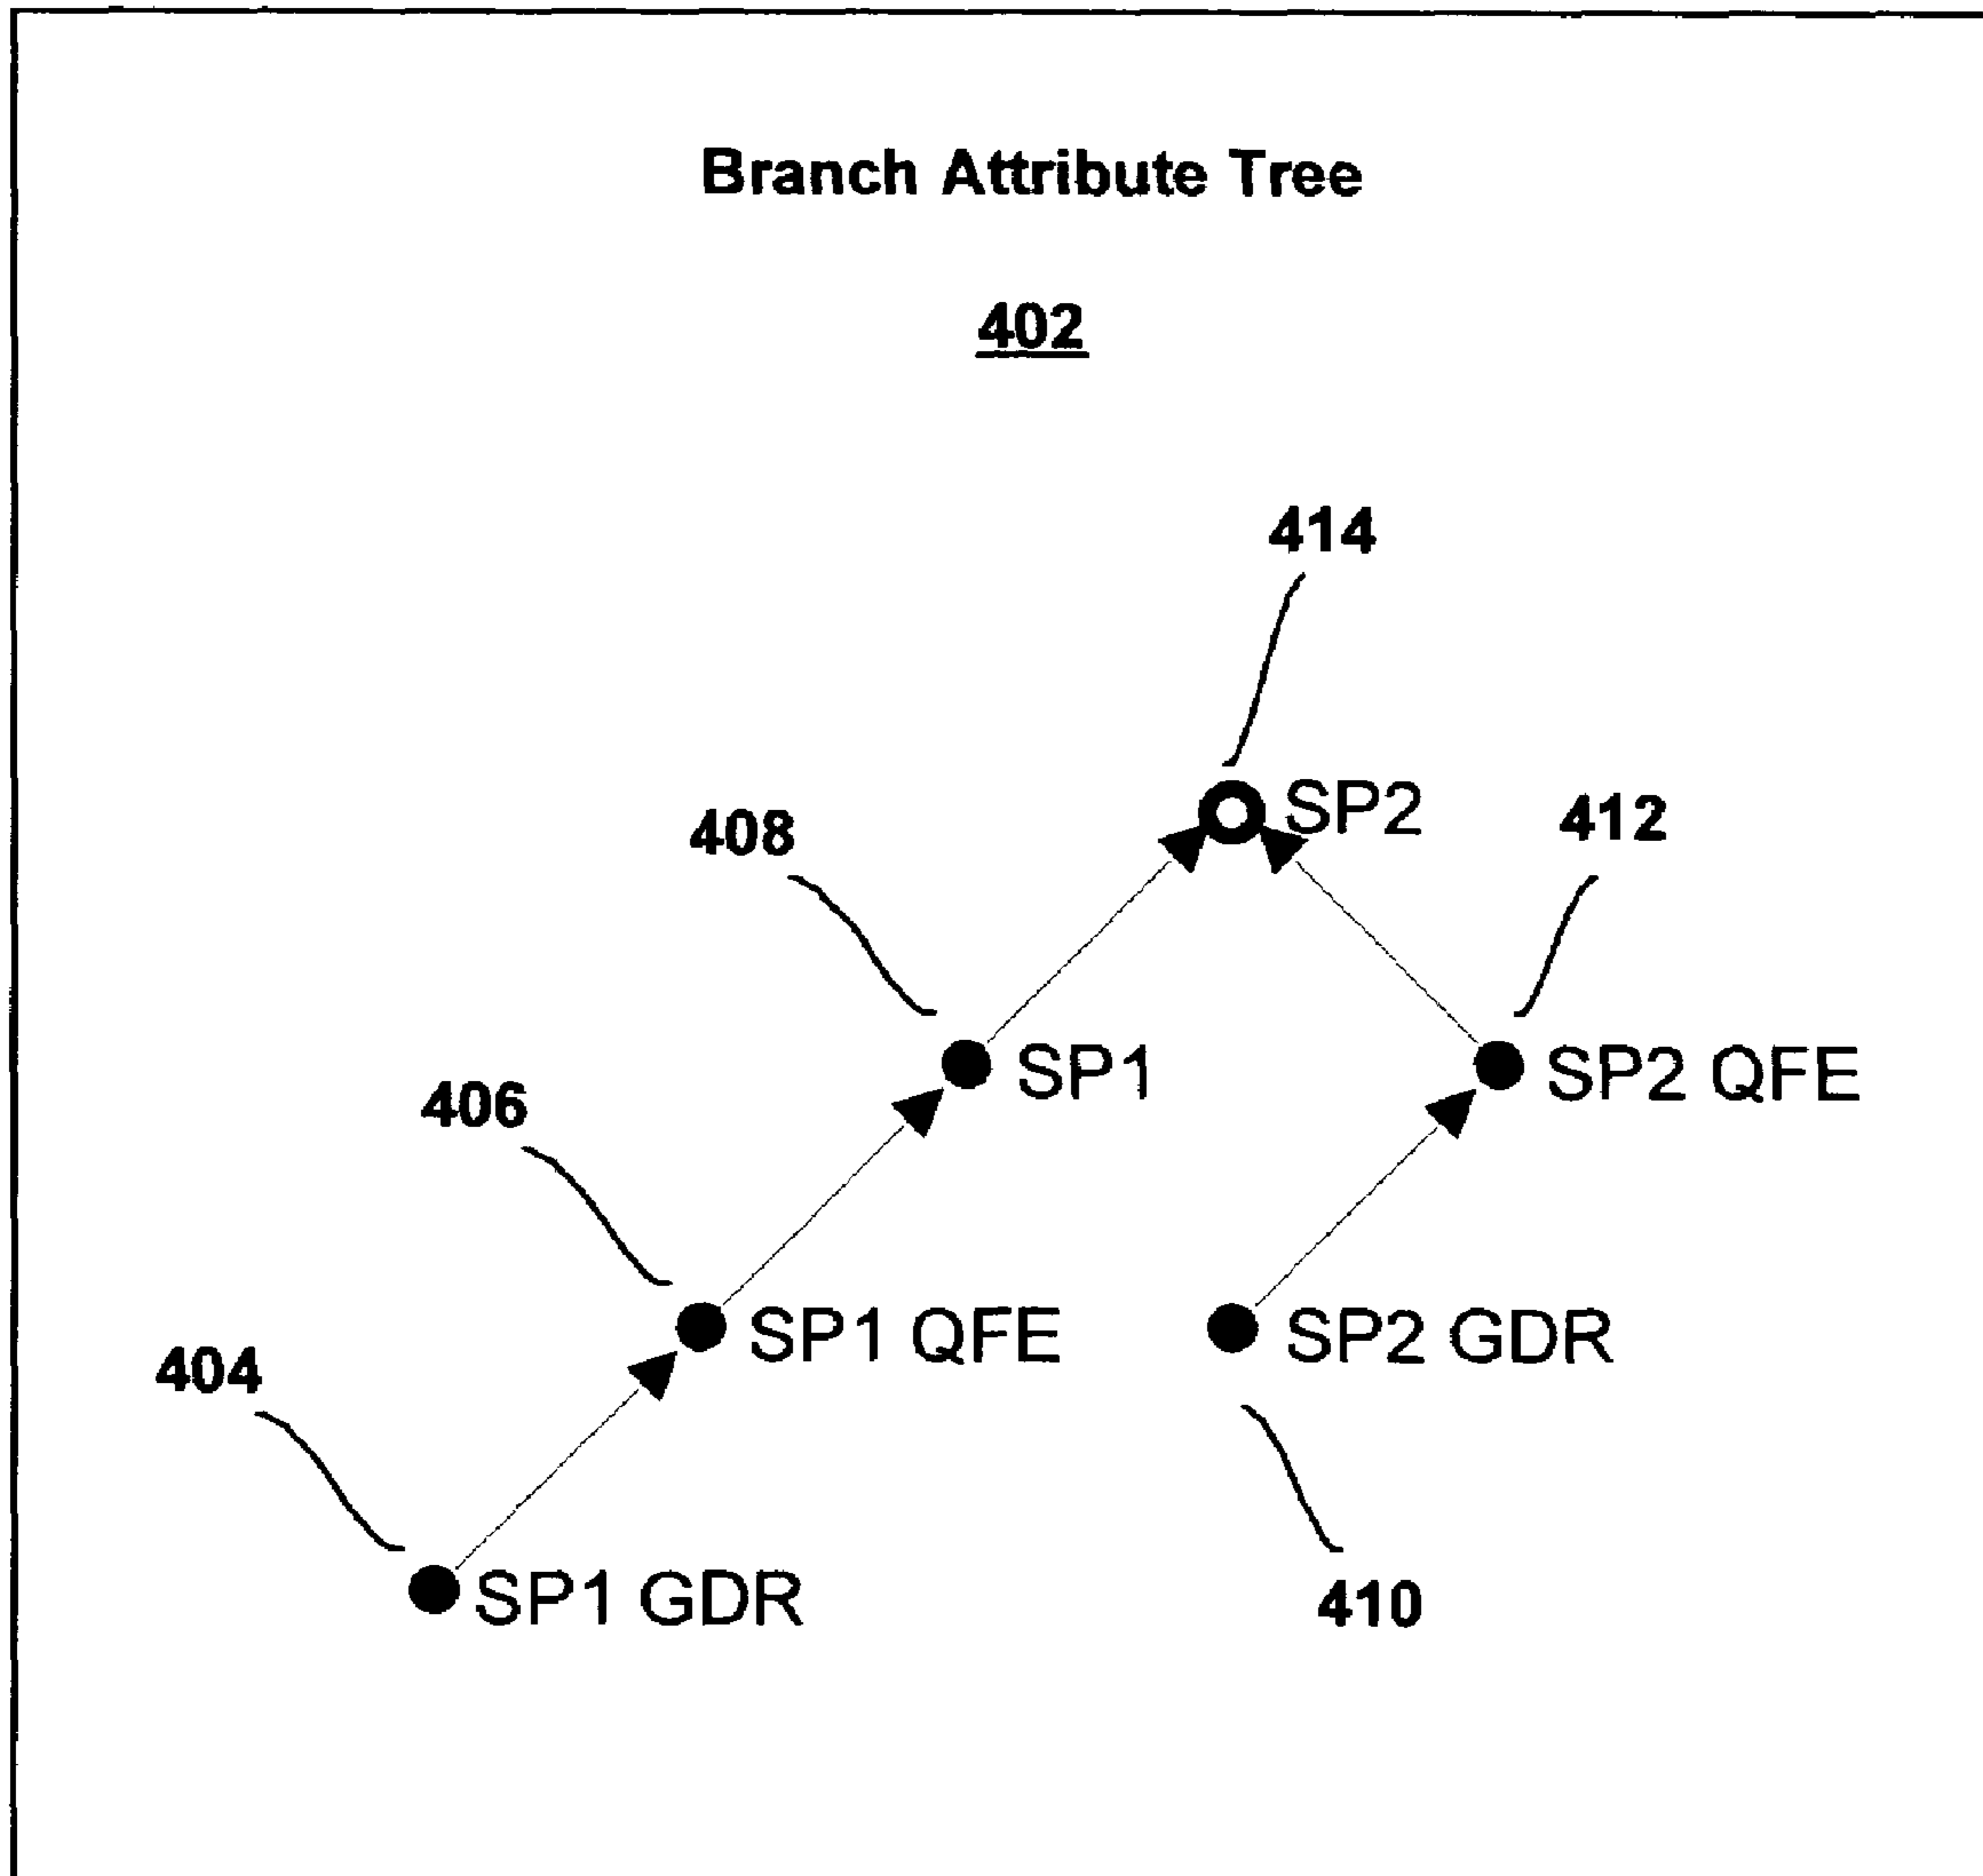 Branch Attribute Tree
402
414
SP2
408
412
SP1
SP2 QFE
406
SP1 QFE
SP2 GDR
404
SP1 GDR
410